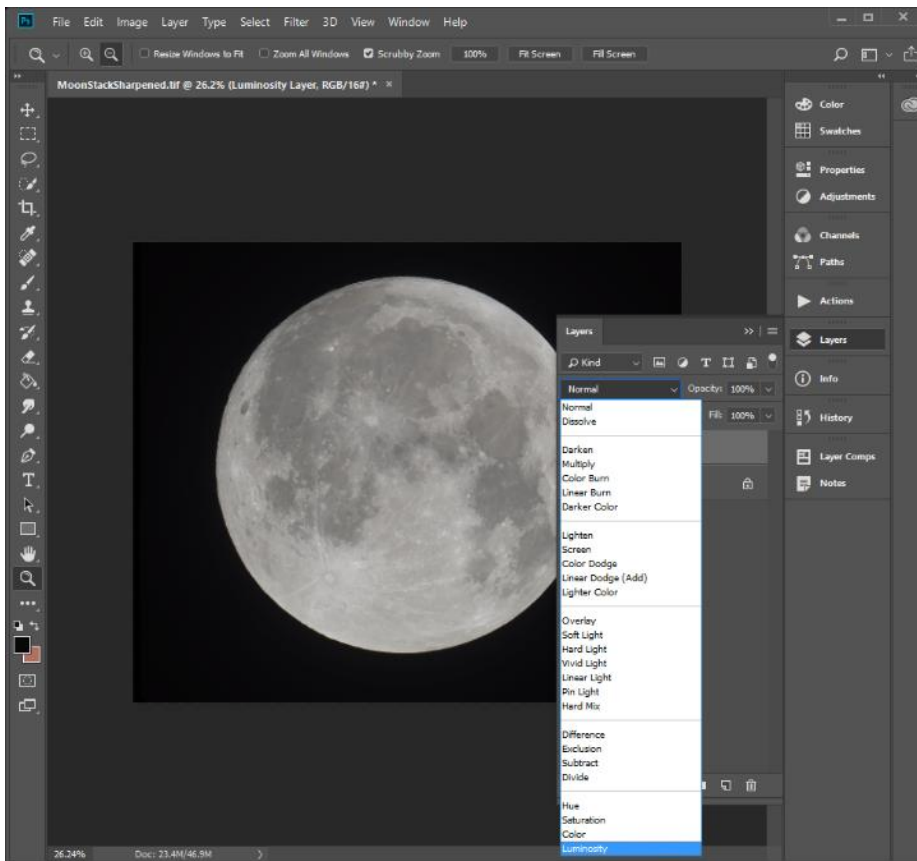 Ps File Edit Image Layer Type Select Filter 3D View Window Help
Resize Windows to Fit Zoom All Windows Scrubby Zoom 100% Fit Screen Fill Screen
MoonStackSharpened.tif @ 26.2% (Luminosity Layer, RGB/16#) * ×
Color
Swatches
Properties
Adjustments
Channels
Paths
Actions
Layers
Info
History
Layer Comps
Notes
Layers
Kind
Normal Opacity: 100%
Fill: 100%
Normal
Dissolve
Darken
Multiply
Color Burn
Linear Burn
Darker Color
Lighten
Screen
Color Dodge
Linear Dodge (Add)
Lighter Color
Overlay
Soft Light
Hard Light
Vivid Light
Linear Light
Pin Light
Hard Mix
Difference
Exclusion
Subtract
Divide
Hue
Saturation
Color
Luminosity
26.24% Doc: 23.4M/46.9M